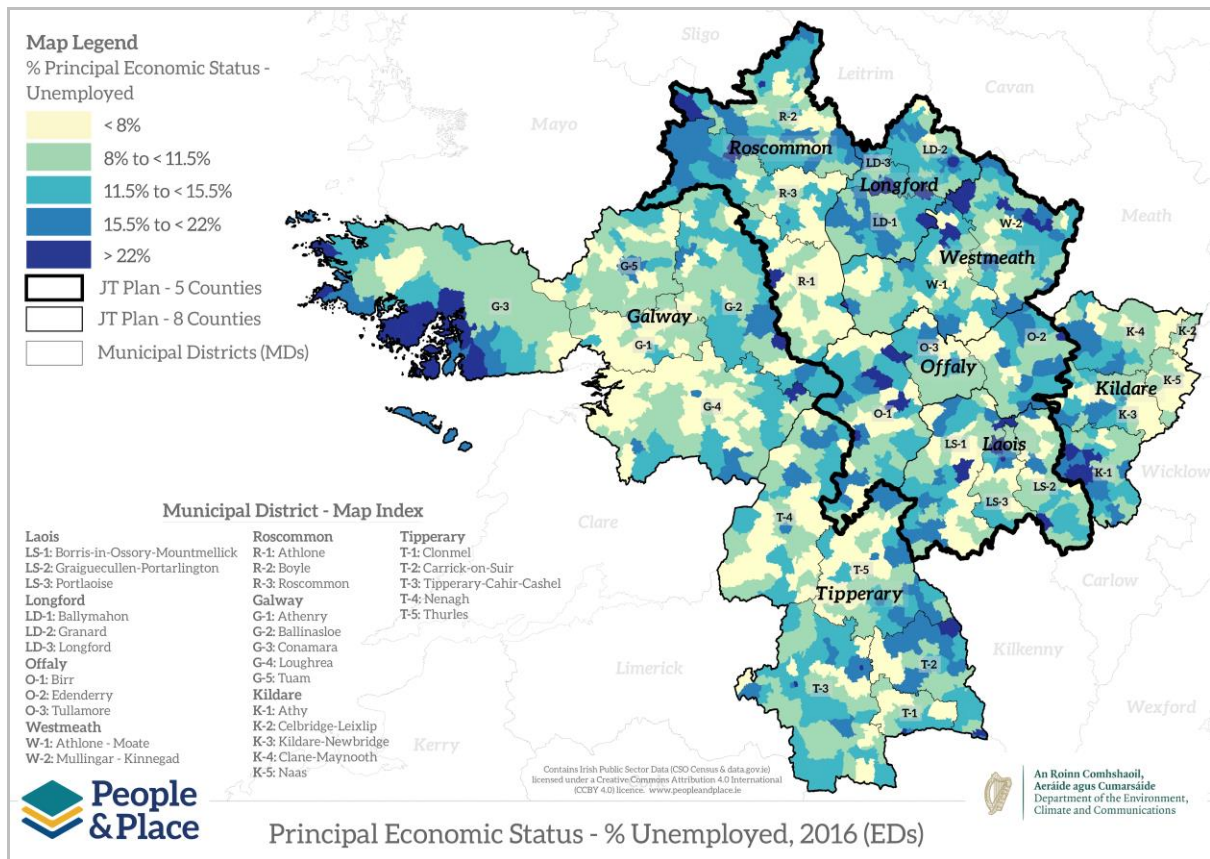 Map Legend
% Principal Economic Status -
Unemployed
< 8%
8% to < 11.5%
11.5% to < 15.5%
15.5% to < 22%
> 22%
JT Plan - 5 Counties
JT Plan - 8 Counties
Municipal Districts (MDs)
Sligo
Leitrim
Cavan
Mayo
Meath
Wicklow
Carlow
Clare
Kilkenny
Limerick
Wexford
Kerry
R-2
Roscommon
LD-3
LD-2
Longford
R-3
LD-1
W-2
Westmeath
G-5
R-1
W-1
G-3
G-2
Galway
G-1
O-3
O-2
Offaly
K-4
K-2
K-5
Kildare
K-3
G-4
O-1
LS-1
Laois
K-1
LS-2
LS-3
T-4
T-5
Tipperary
T-2
T-3
T-1
Municipal District - Map Index
Laois
LS-1: Borris-in-Ossory-Mountmellick
LS-2: Graiguecullen-Portarlington
LS-3: Portlaoise
Longford
LD-1: Ballymahon
LD-2: Granard
LD-3: Longford
Offaly
O-1: Birr
O-2: Edenderry
O-3: Tullamore
Westmeath
W-1: Athlone - Moate
W-2: Mullingar - Kinnegad
Roscommon
R-1: Athlone
R-2: Boyle
R-3: Roscommon
Galway
G-1: Athenry
G-2: Ballinasloe
G-3: Conamara
G-4: Loughrea
G-5: Tuam
Kildare
K-1: Athy
K-2: Celbridge-Leixlip
K-3: Kildare-Newbridge
K-4: Clane-Maynooth
K-5: Naas
Tipperary
T-1: Clonmel
T-2: Carrick-on-Suir
T-3: Tipperary-Cahir-Cashel
T-4: Nenagh
T-5: Thurles
Contains Irish Public Sector Data (CSO Census & data.gov.ie)
licensed under a Creative Commons Attribution 4.0 International
(CCBY 4.0) licence. www.peopleandplace.ie
People
& Place
An Roinn Comhshaoil,
Aeráide agus Cumarsáide
Department of the Environment,
Climate and Communications
Principal Economic Status - % Unemployed, 2016 (EDs)